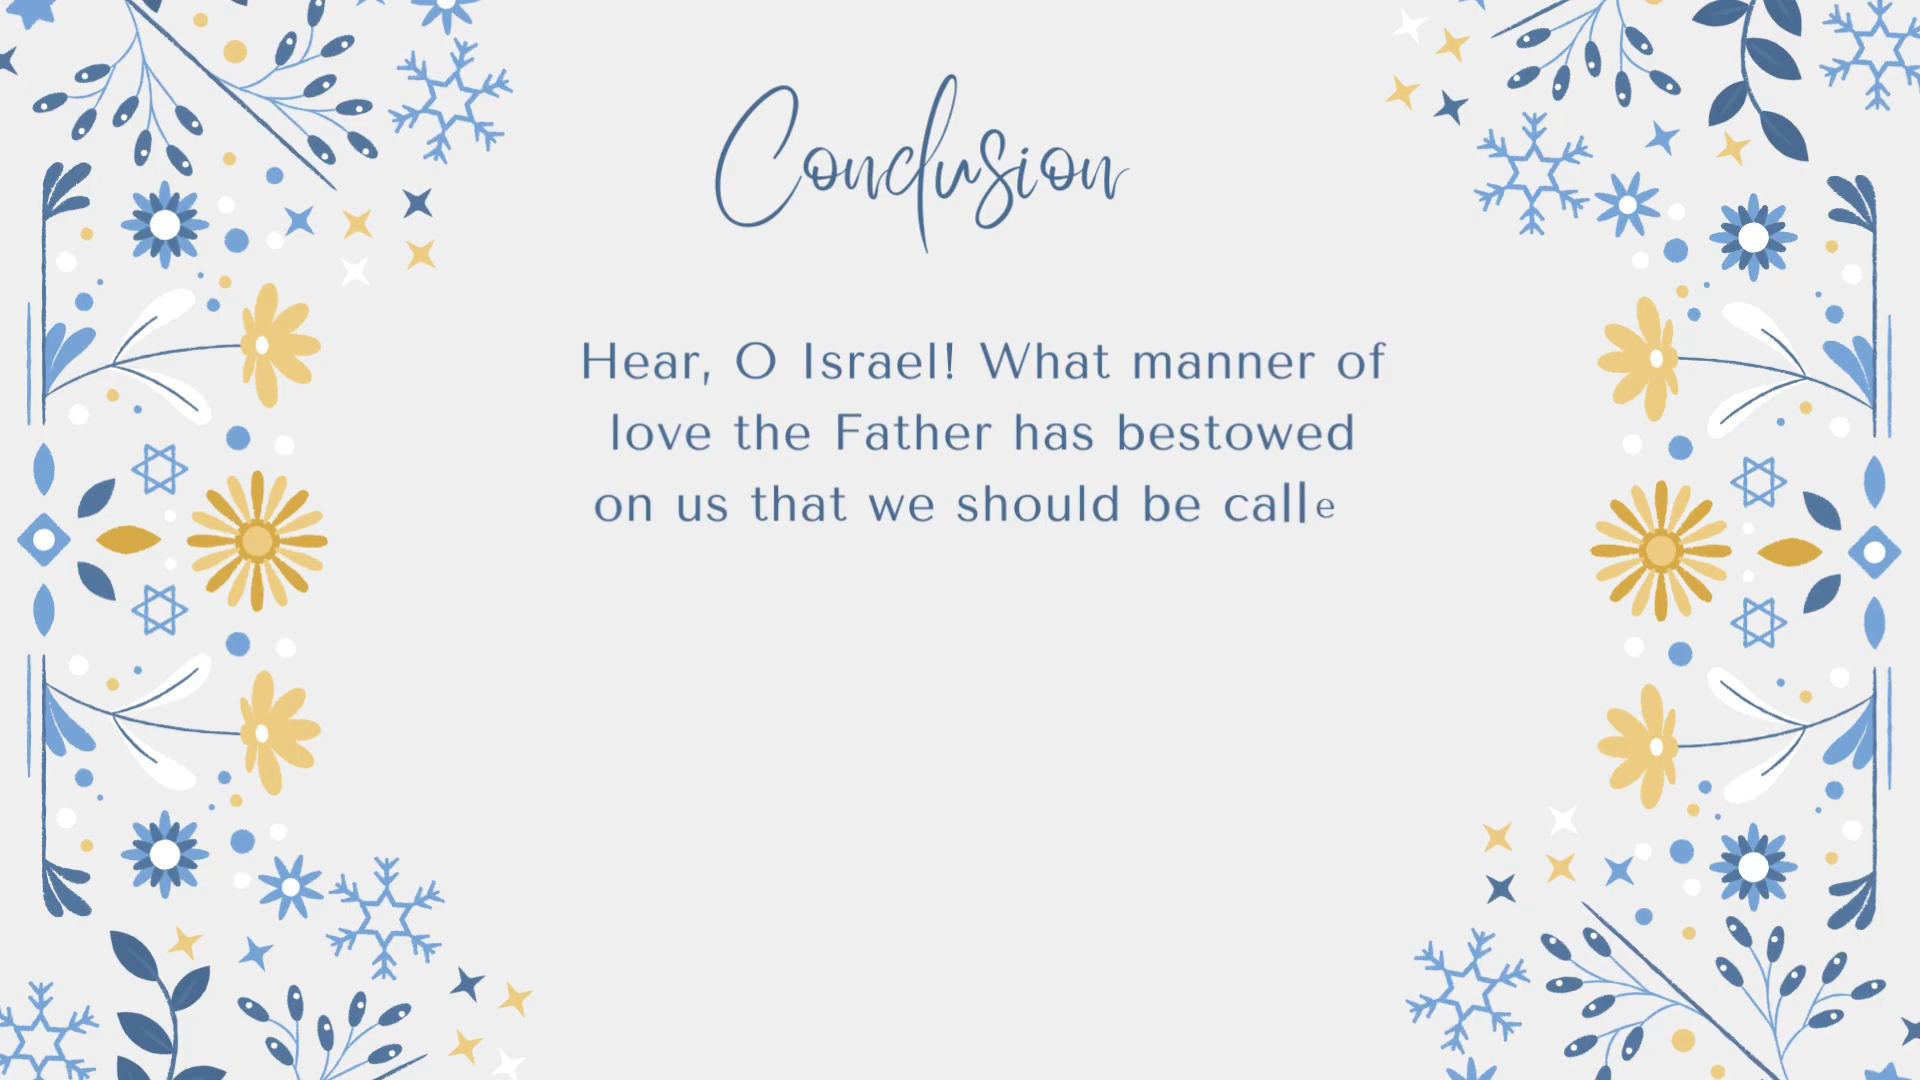 Conclusion
Hear, O Israel! What manner of
love the Father has bestowed
on us that we should be calle